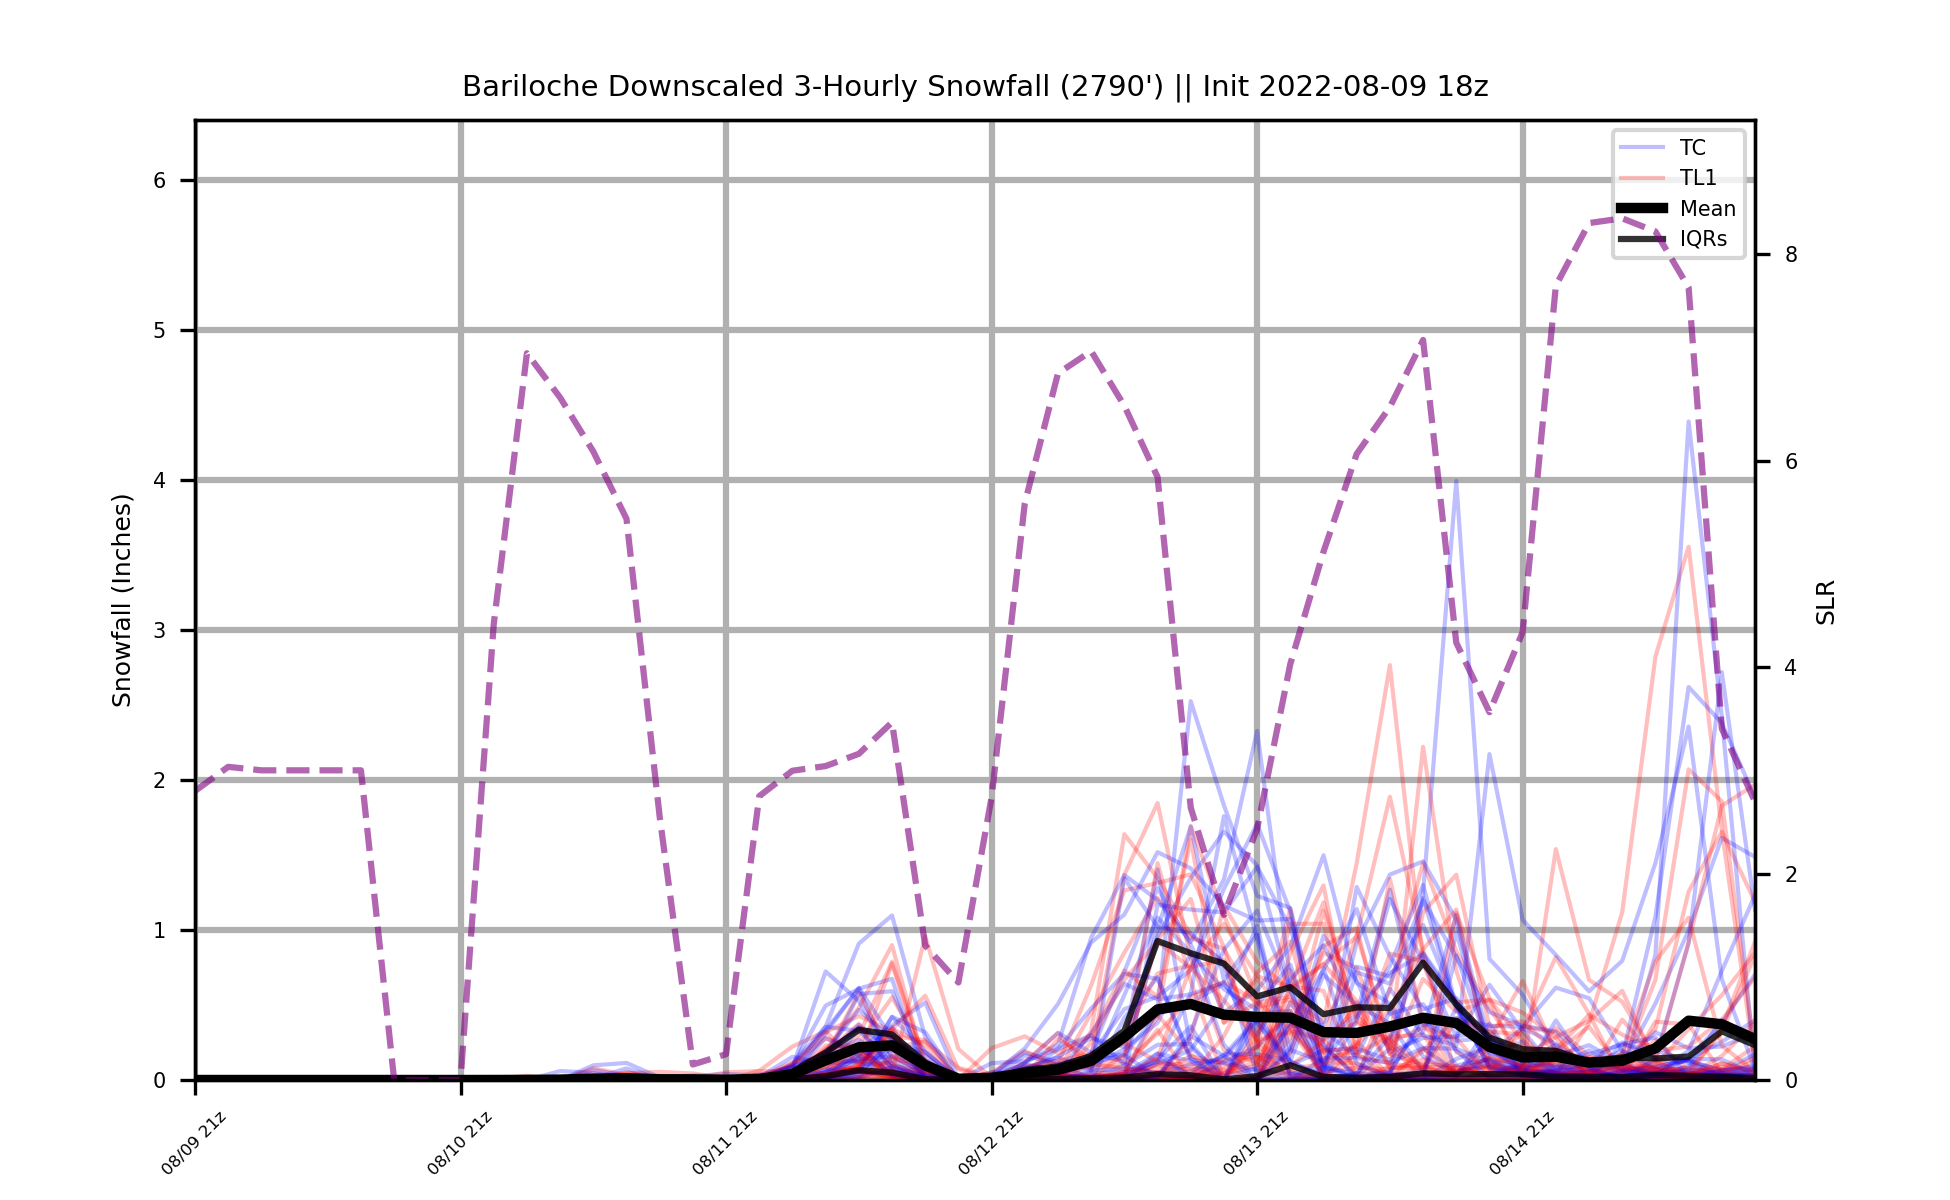 Bariloche Downscaled 3-Hourly Snowfall (2790') || Init 2022-08-09 18z
TC
TL1
Mean
IQRs
6
5
4
3
2
1
0
Snowfall (Inches)
8
6
4
2
0
SLR
08/09 21z
08/10 21z
08/11 21z
08/12 21z
08/13 21z
08/14 21z